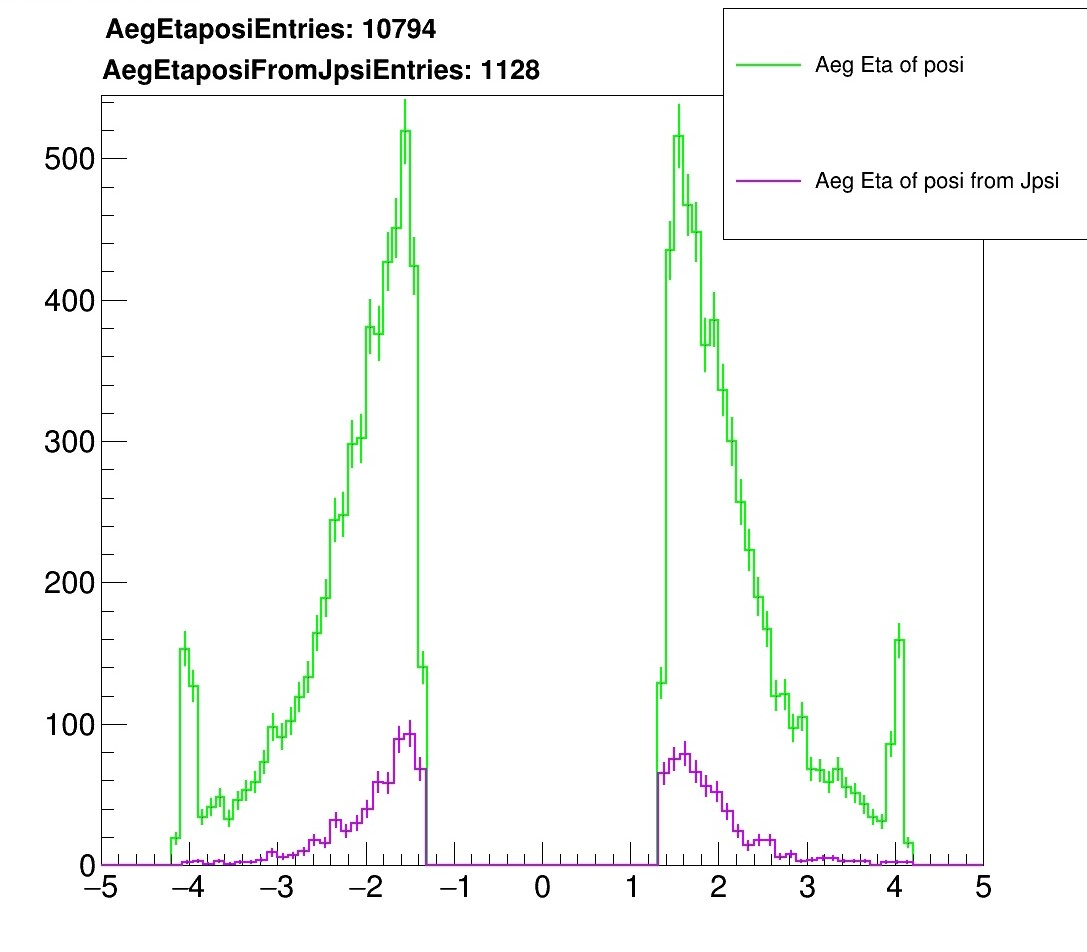 AegEtaposiEntries: 10794
AegEtaposiFromJpsiEntries: 1128
Aeg Eta of posi
Aeg Eta of posi from Jpsi
500
400
300
200
100
0
−5 −4 −3 −2 −1 0 1 2 3 4 5